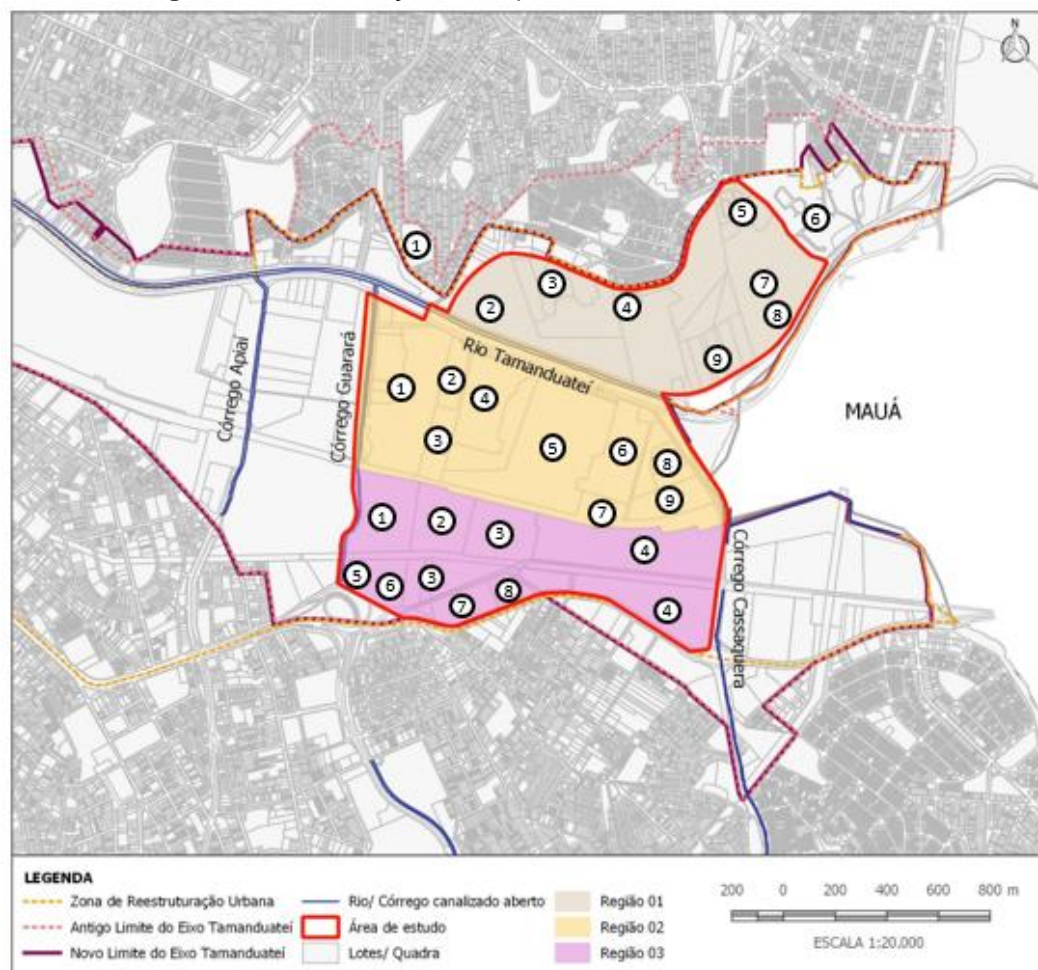 N
①
⑤
⑥
③
②
④
⑦
⑧
⑨
Rio Tamanduateí
Córrego Apiaí
Córrego Guarará
MAUÁ
①
②
④
③
⑤
⑥
⑧
⑨
⑦
①
②
③
④
⑤
⑥
③
⑦
⑧
④
Córrego Cassaquera
LEGENDA
Zona de Reestruturação Urbana
Antigo Limite do Eixo Tamanduateí
Novo Limite do Eixo Tamanduateí
Rio/ Córrego canalizado aberto
Área de estudo
Lotes/ Quadra
Região 01
Região 02
Região 03
200 0 200 400 600 800 m
ESCALA 1:20.000